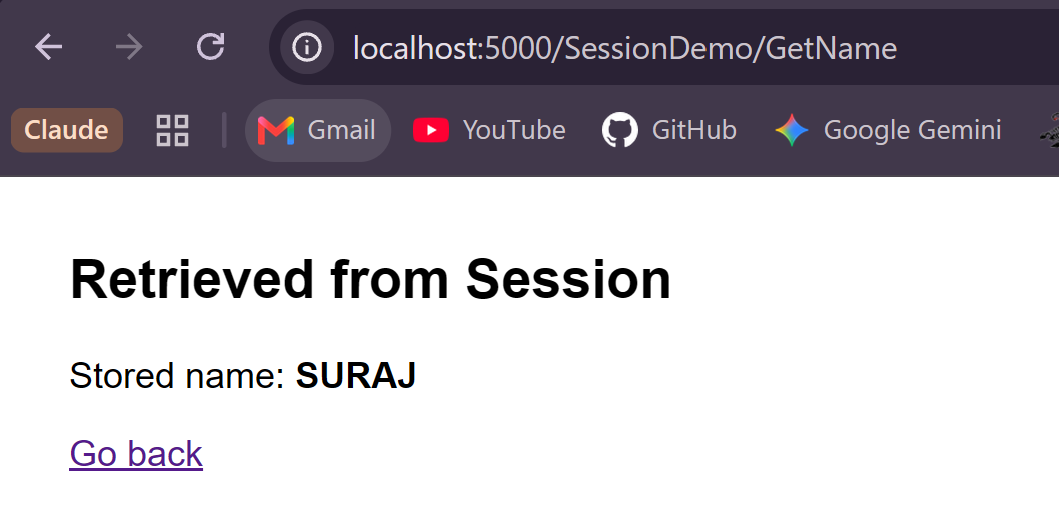 localhost:5000/SessionDemo/GetName
Claude Gmail YouTube GitHub Google Gemini
Retrieved from Session
Stored name: SURAJ
Go back